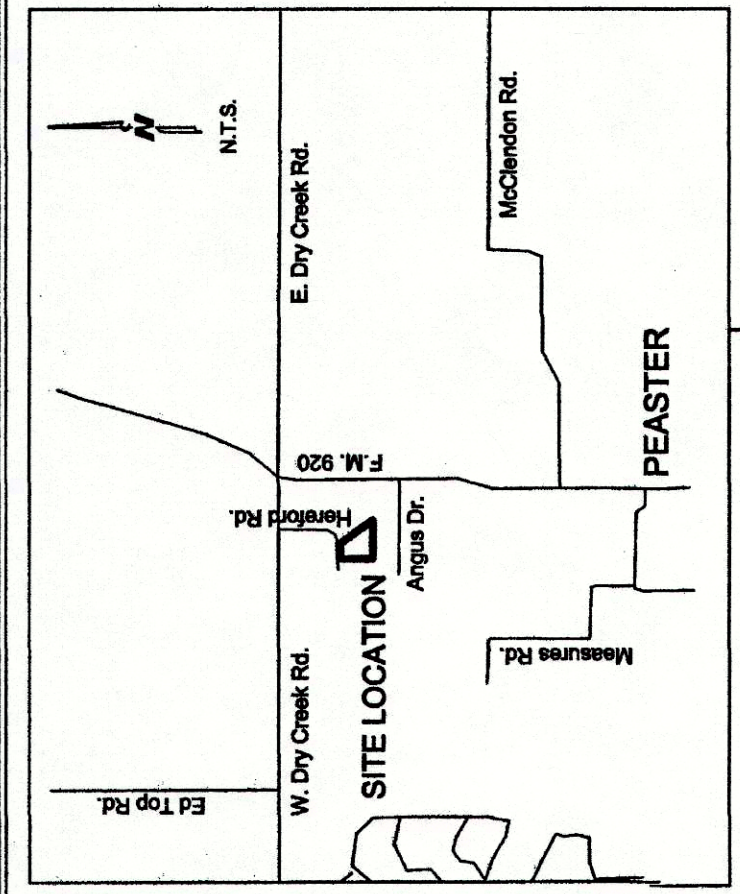 N
N.T.S.
Ed Top Rd.
W. Dry Creek Rd.
E. Dry Creek Rd.
Hereford Rd.
F.M. 920
SITE LOCATION
Angus Dr.
McClendon Rd.
Measures Rd.
PEASTER